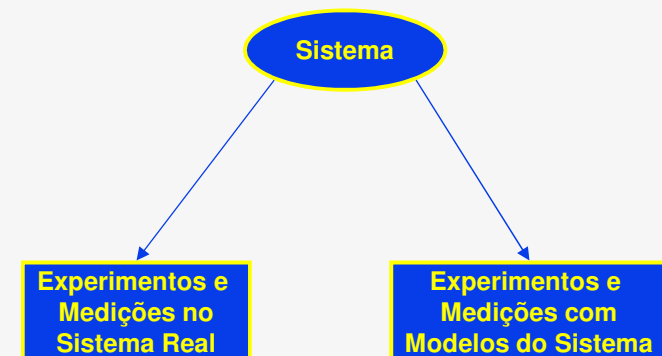 Sistema
Experimentos e
Medições no
Sistema Real
Experimentos e
Medições com
Modelos do Sistema